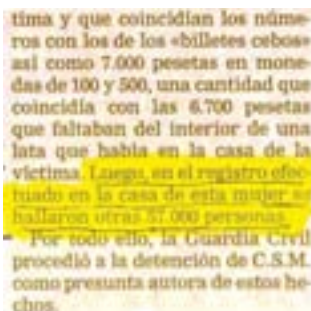 tima y que coincidían los núme-
ros con los de los «billetes cebos»
así como 7.000 pesetas en mone-
das de 100 y 500, una cantidad que
coincidía con las 6.700 pesetas
que faltaban del interior de una
lata que había en la casa de la
víctima. Luego, en el registro efec-
tuado en la casa de esta mujer se
hallaron otras 57.000 personas.
Por todo ello, la Guardia Civil
procedió a la detención de C.S.M.
como presunta autora de estos he-
chos.